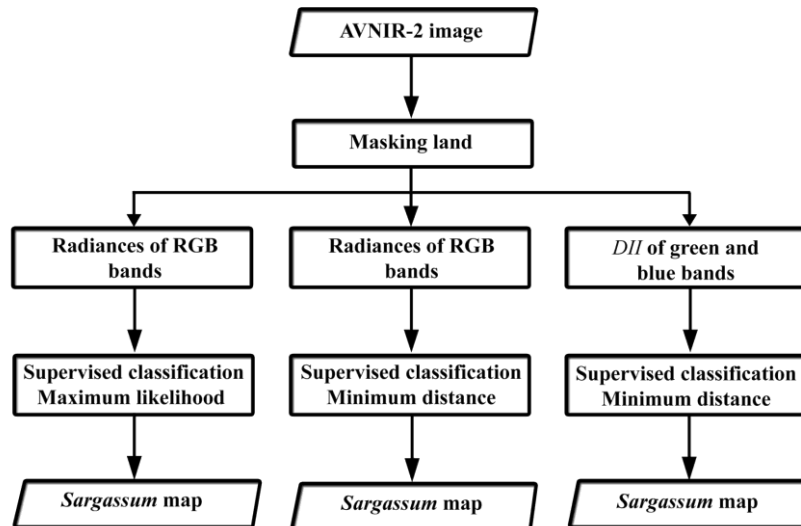 AVNIR-2 image
Masking land
Radiances of RGB
bands
Radiances of RGB
bands
DII of green and
blue bands
Supervised classification
Maximum likelihood
Supervised classification
Minimum distance
Supervised classification
Minimum distance
Sargassum map
Sargassum map
Sargassum map